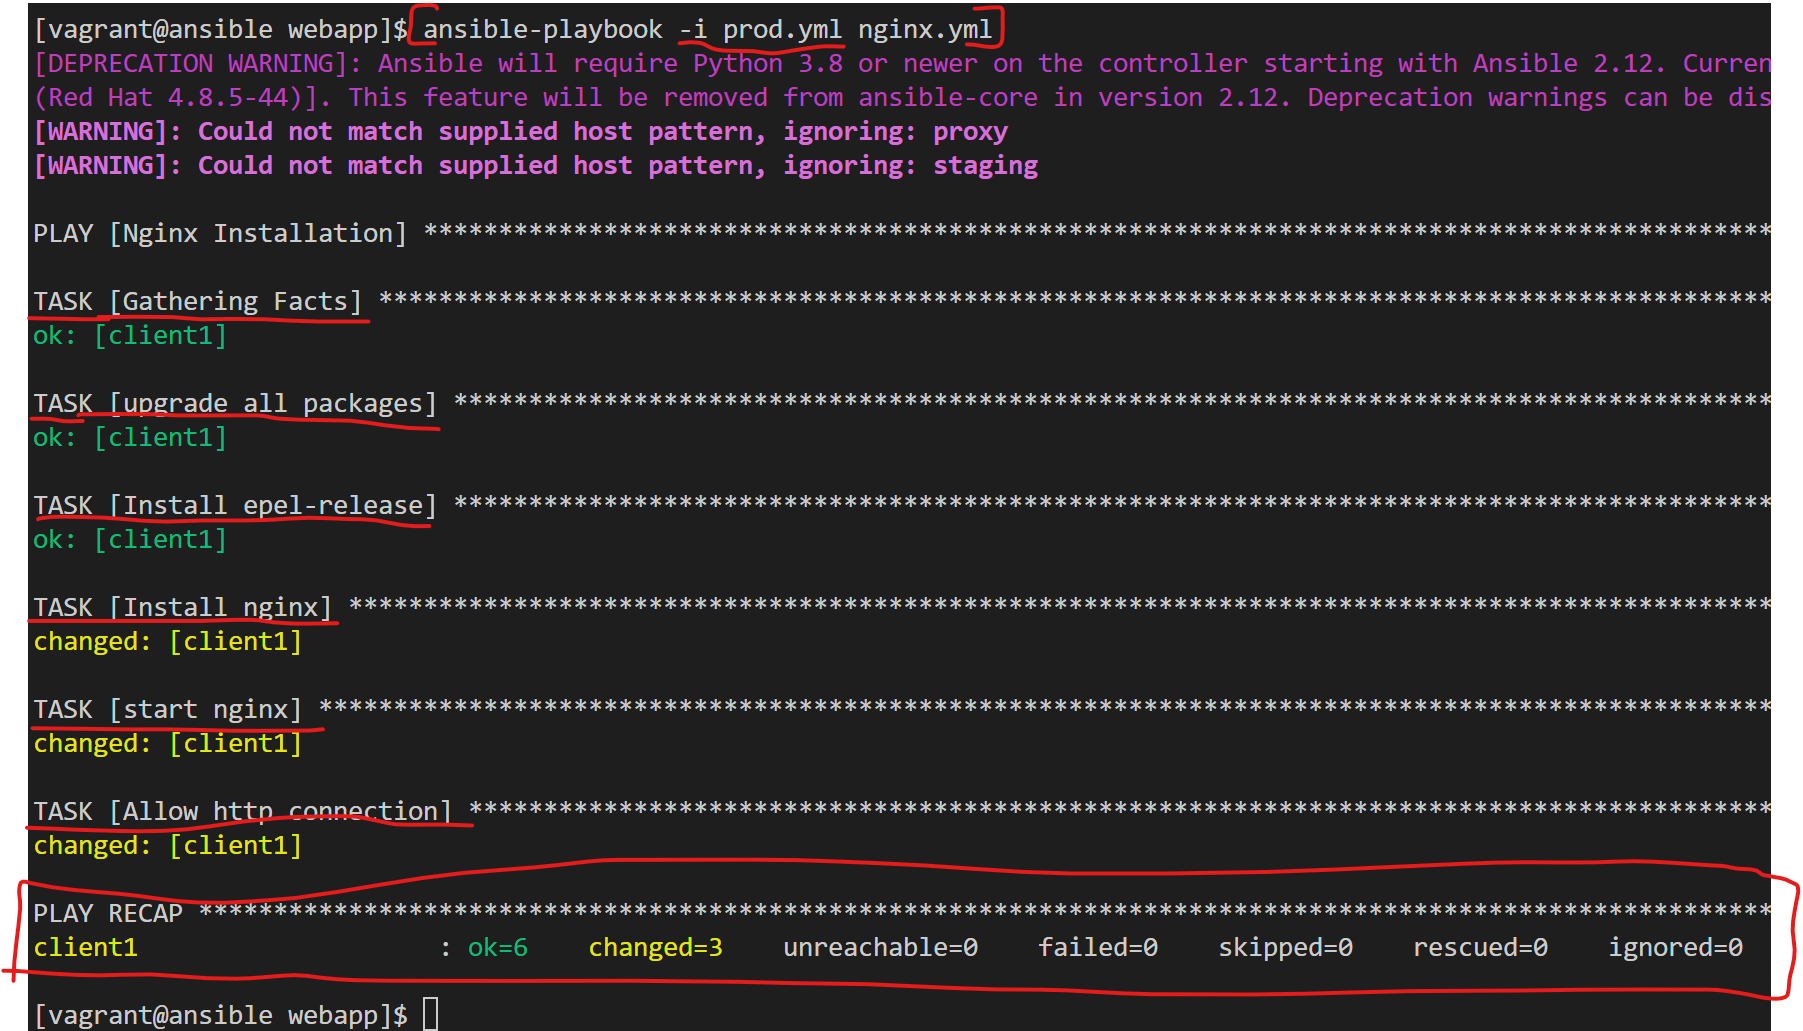 [vagrant@ansible webapp]$ ansible-playbook -i prod.yml nginx.yml
[DEPRECATION WARNING]: Ansible will require Python 3.8 or newer on the controller starting with Ansible 2.12. Curren
(Red Hat 4.8.5-44)]. This feature will be removed from ansible-core in version 2.12. Deprecation warnings can be dis
[WARNING]: Could not match supplied host pattern, ignoring: proxy
[WARNING]: Could not match supplied host pattern, ignoring: staging
PLAY [Nginx Installation] ******************************************************************************************
TASK [Gathering Facts] *********************************************************************************************
ok: [client1]
TASK [upgrade all packages] ****************************************************************************************
ok: [client1]
TASK [Install epel-release] ****************************************************************************************
ok: [client1]
TASK [Install nginx] ***********************************************************************************************
changed: [client1]
TASK [start nginx] *************************************************************************************************
changed: [client1]
TASK [Allow http connection] ***************************************************************************************
changed: [client1]
PLAY RECAP *********************************************************************************************************
client1                    : ok=6    changed=3    unreachable=0    failed=0    skipped=0    rescued=0    ignored=0
[vagrant@ansible webapp]$